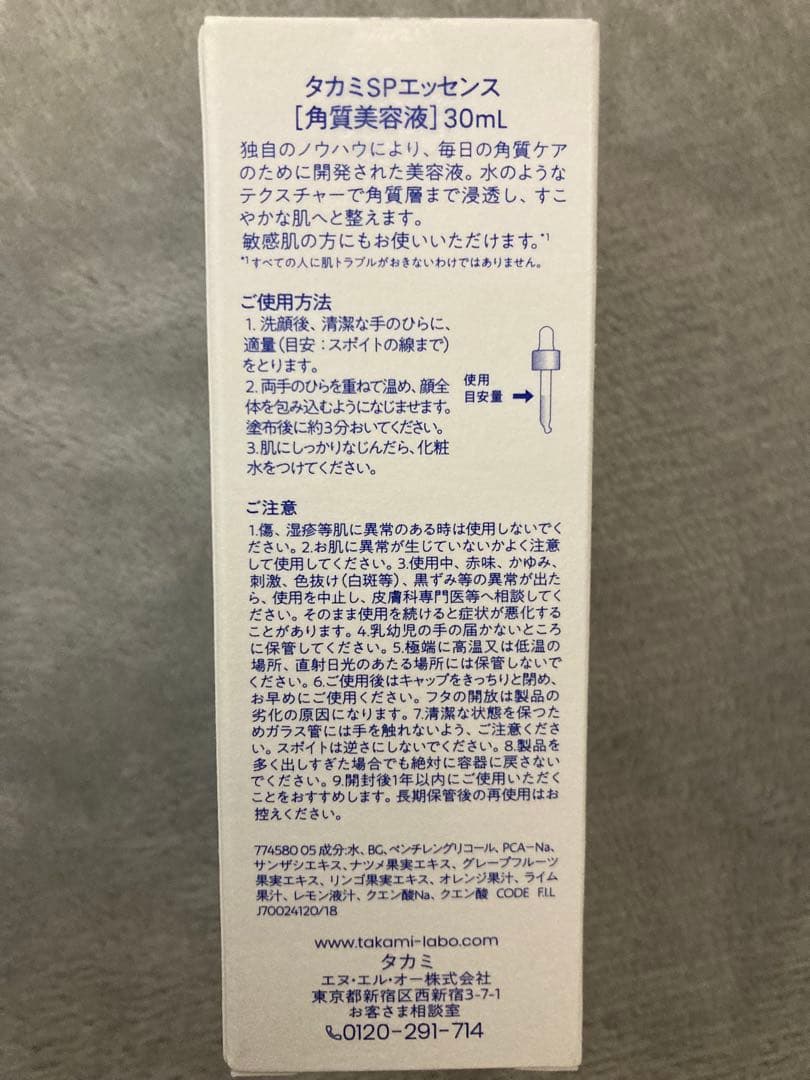 タカミSPエッセンス
[角質美容液]30mL
独自のノウハウにより、毎日の角質ケア
のために開発された美容液。水のような
テクスチャーで角質層まで浸透し、すこ
やかな肌へと整えます。
敏感肌の方にもお使いいただけます。*1
*1すべての人に肌トラブルがおきないわけではありません。
ご使用方法
1. 洗顔後、清潔な手のひらに、
適量(目安:スポイトの線まで)
をとります。
2. 両手のひらを重ねて温め、顔全
体を包み込むようになじませます。
塗布後に約3分おいてください。
3.肌にしっかりなじんだら、化粧
水をつけてください。
使用
目安量
ご注意
1.傷、湿疹等肌に異常のある時は使用しないでく
ださい。2.お肌に異常が生じていないかよく注意
して使用してください。3.使用中、赤味、かゆみ、
刺激、色抜け(白斑等)、黒ずみ等の異常が出た
ら、使用を中止し、皮膚科専門医等へ相談してく
ださい。そのまま使用を続けると症状が悪化する
ことがあります。4.乳幼児の手の届かないところ
に保管してください。5.極端に高温又は低温の
場所、直射日光のあたる場所には保管しないで
ください。6.ご使用後はキャップをきっちりと閉め、
お早めにご使用ください。フタの開放は製品の
劣化の原因になります。7.清潔な状態を保つた
めガラス管には手を触れないよう、ご注意くださ
い。スポイトは逆さにしないでください。8.製品を
多く出しすぎた場合でも絶対に容器に戻さない
でください。9.開封後1年以内にご使用いただく
ことをおすすめします。長期保管後の再使用はお
控えください。
774580 05 成分:水、BG、ペンチレングリコール、PCA-Na、
サンザシエキス、ナツメ果実エキス、グレープフルーツ
果実エキス、リンゴ果実エキス、オレンジ果汁、ライム
果汁、レモン液汁、クエン酸Na、クエン酸 CODE F.I.L
J70024120/18
www.takami-labo.com
タカミ
エヌ・エル・オー株式会社
東京都新宿区西新宿3-7-1
お客さま相談室
0120-291-714